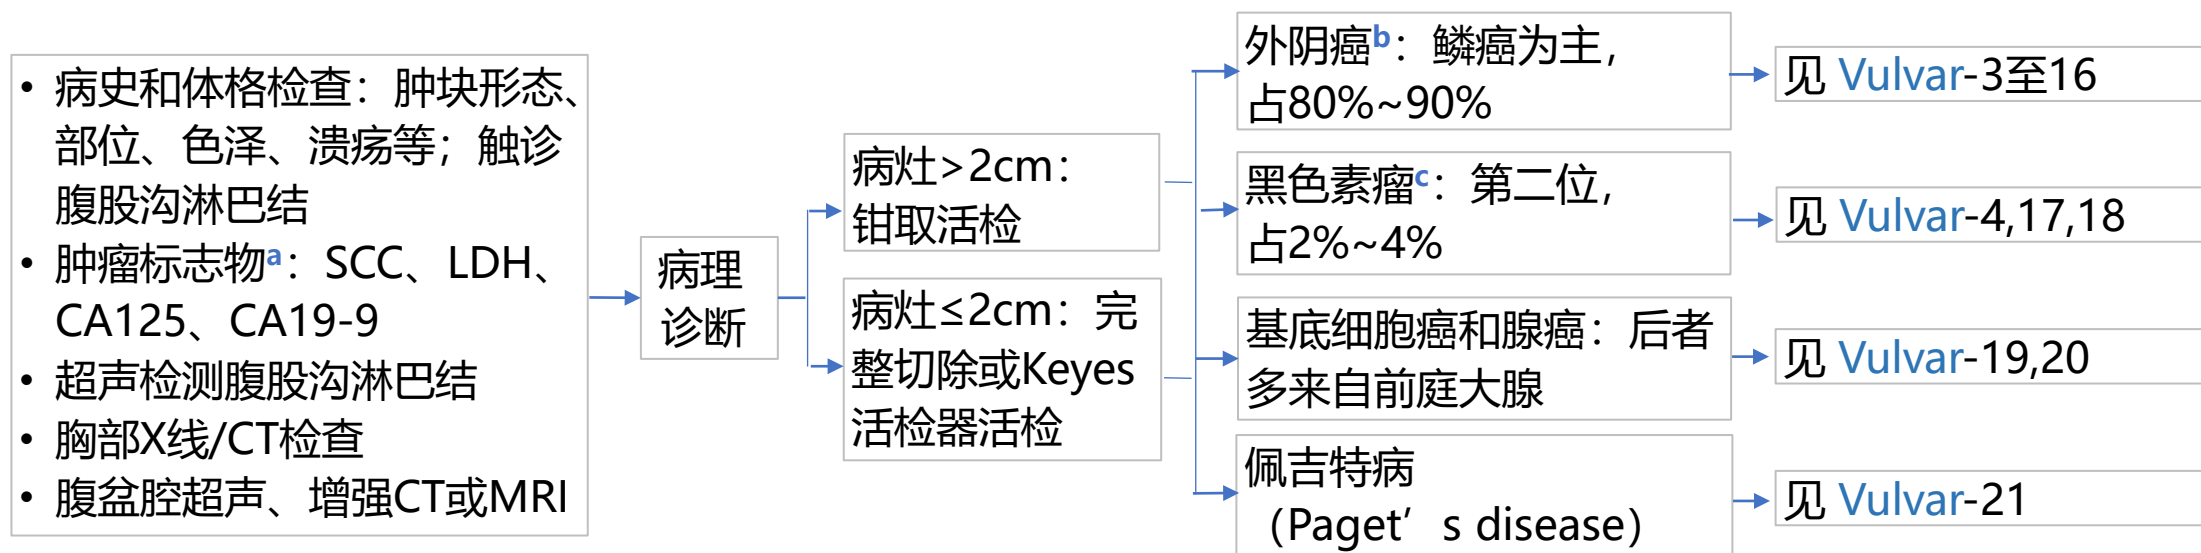 • 病史和体格检查：肿块形态、
部位、色泽、溃疡等；触诊
腹股沟淋巴结
• 肿瘤标志物a：SCC、LDH、
CA125、CA19-9
• 超声检测腹股沟淋巴结
• 胸部X线/CT检查
• 腹盆腔超声、增强CT或MRI
病理
诊断
病灶>2cm：
钳取活检
病灶≤2cm：完
整切除或Keyes
活检器活检
外阴癌b：鳞癌为主，
占80%~90%
黑色素瘤c：第二位，
占2%~4%
基底细胞癌和腺癌：后者
多来自前庭大腺
佩吉特病
（Paget’s disease）
见 Vulvar-3至16
见 Vulvar-4,17,18
见 Vulvar-19,20
见 Vulvar-21